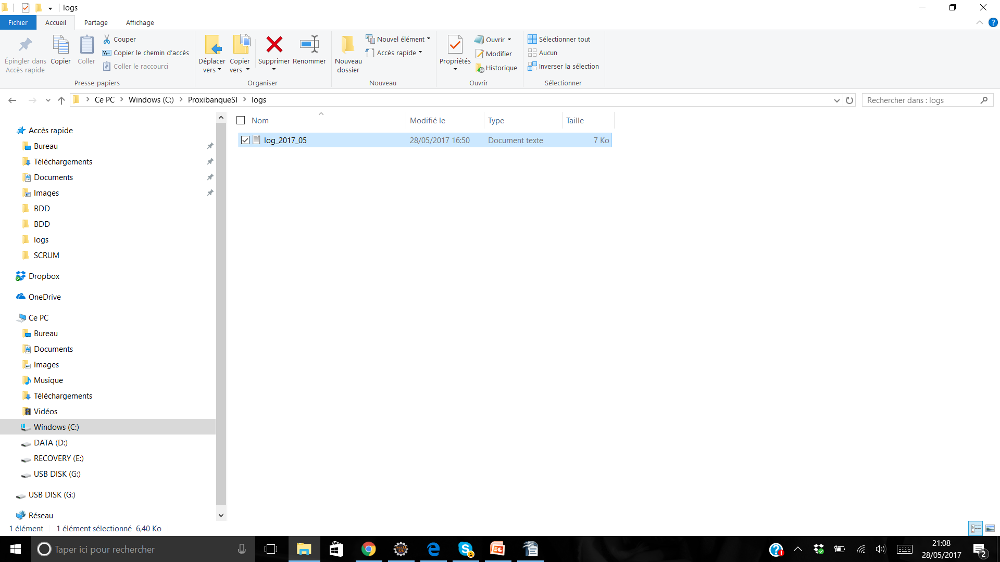 logs
Fichier Accueil Partage Affichage
Épingler dans Accès rapide
Copier
Coller
Couper
Copier le chemin d'accès
Coller le raccourci
Presse-papiers
Déplacer vers
Copier vers
Supprimer
Renommer
Organiser
Nouveau dossier
Nouvel élément
Accès rapide
Nouveau
Propriétés
Ouvrir
Modifier
Historique
Ouvrir
Sélectionner tout
Aucun
Inverser la sélection
Sélectionner
Ce PC Windows (C:) ProxibanqueSI logs
Rechercher dans : logs
Nom Modifié le Type Taille
log_2017_05 28/05/2017 16:50 Document texte 7 Ko
Accès rapide
Bureau
Téléchargements
Documents
Images
BDD
BDD
logs
SCRUM
Dropbox
OneDrive
Ce PC
Bureau
Documents
Images
Musique
Téléchargements
Vidéos
Windows (C:)
DATA (D:)
RECOVERY (E:)
USB DISK (G:)
USB DISK (G:)
Réseau
1 élément 1 élément sélectionné 6,40 Ko
Taper ici pour rechercher
21:08
28/05/2017
2